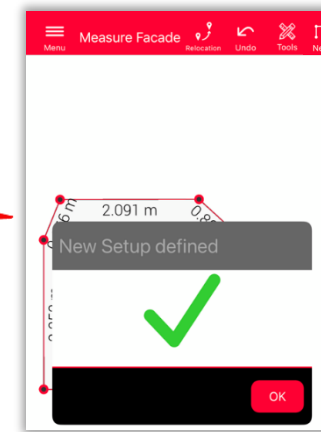 Menu
Measure Facade
Relocation
Undo
Tools
2.091 m
New Setup defined
OK